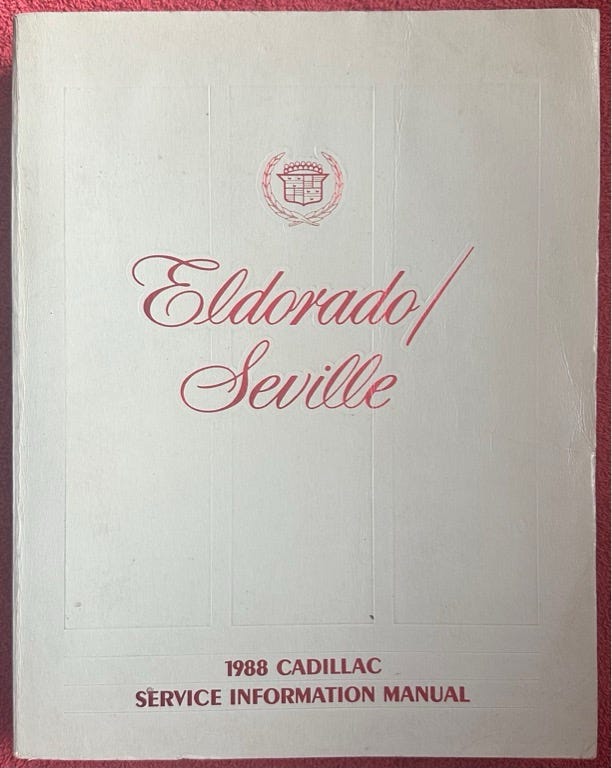 Eldorado/
Seville
1988 CADILLAC
SERVICE INFORMATION MANUAL